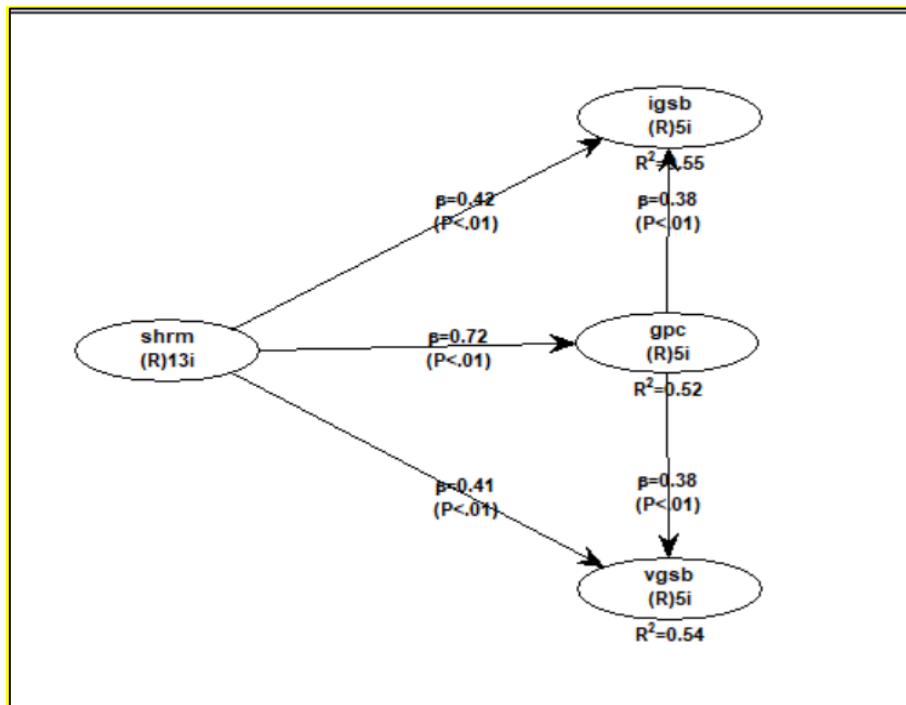 igsb
(R)5i
R²=0.55
β=0.42
(P<.01)
β=0.38
(P<.01)
shrm
(R)13i
β=0.72
(P<.01)
gpc
(R)5i
R²=0.52
β=0.41
(P<.01)
β=0.38
(P<.01)
vgsb
(R)5i
R²=0.54